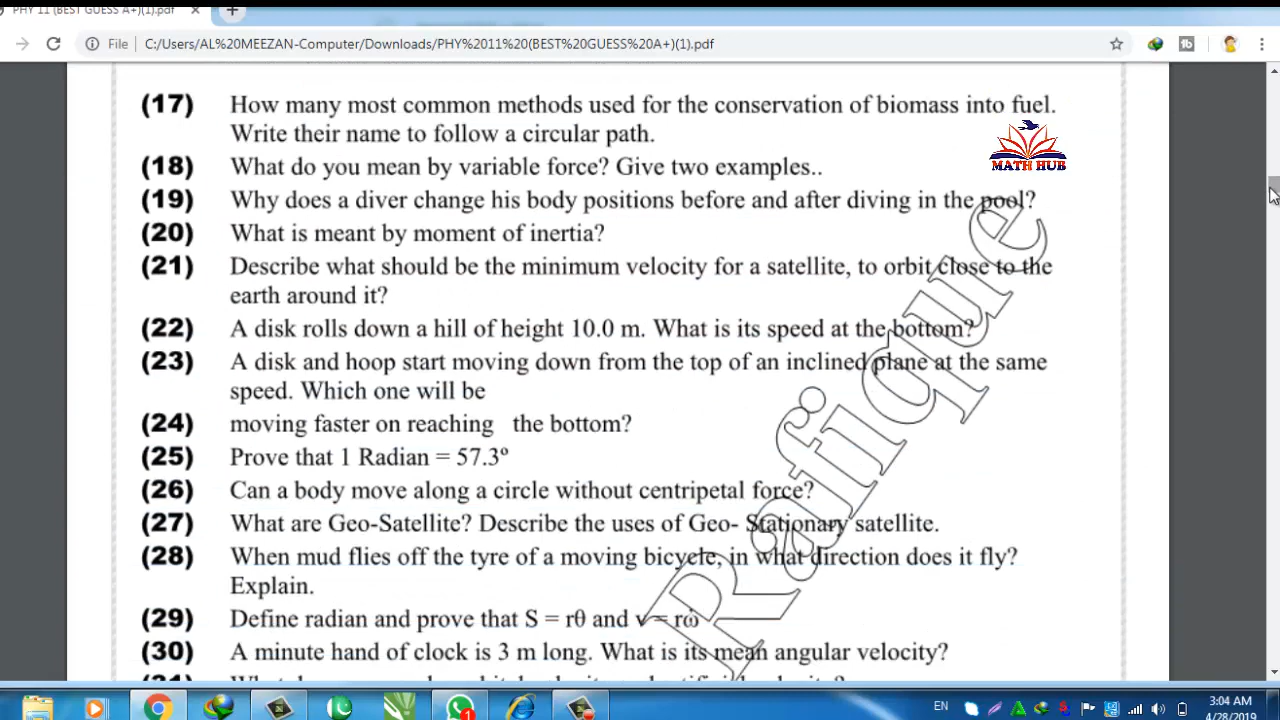 PHY 11 (BEST GUESS A+)(1).pdf
File C:/Users/AL%20MEEZAN-Computer/Downloads/PHY%2011%20(BEST%20GUESS%20A+)(1).pdf
(17) How many most common methods used for the conservation of biomass into fuel.
Write their name to follow a circular path.
MATH HUB
(18) What do you mean by variable force? Give two examples..
(19) Why does a diver change his body positions before and after diving in the pool?
(20) What is meant by moment of inertia?
(21) Describe what should be the minimum velocity for a satellite, to orbit close to the
earth around it?
(22) A disk rolls down a hill of height 10.0 m. What is its speed at the bottom?
(23) A disk and hoop start moving down from the top of an inclined plane at the same
speed. Which one will be
(24) moving faster on reaching the bottom?
(25) Prove that 1 Radian = 57.3º
(26) Can a body move along a circle without centripetal force?
(27) What are Geo-Satellite? Describe the uses of Geo- Stationary satellite.
(28) When mud flies off the tyre of a moving bicycle, in what direction does it fly?
Explain.
(29) Define radian and prove that S = rθ and v = rώ
(30) A minute hand of clock is 3 m long. What is its mean angular velocity?
Rafique
EN 3:04 AM
4/28/2019